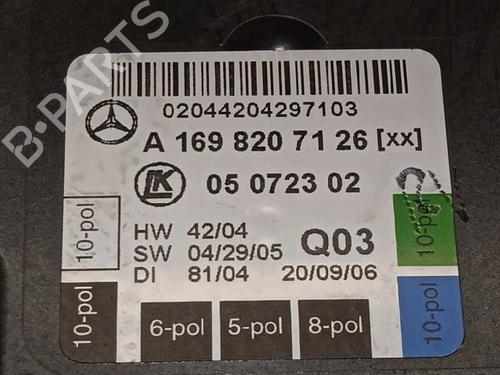 B-PARTS
02044204297103
A 169 820 71 26 [xx]
LK 05 0723 02
HW 42/04
SW 04/29/05 Q03
DI 81/04 20/09/06
10-pol
10-pol
6-pol 5-pol 8-pol
10-pol
10-pol